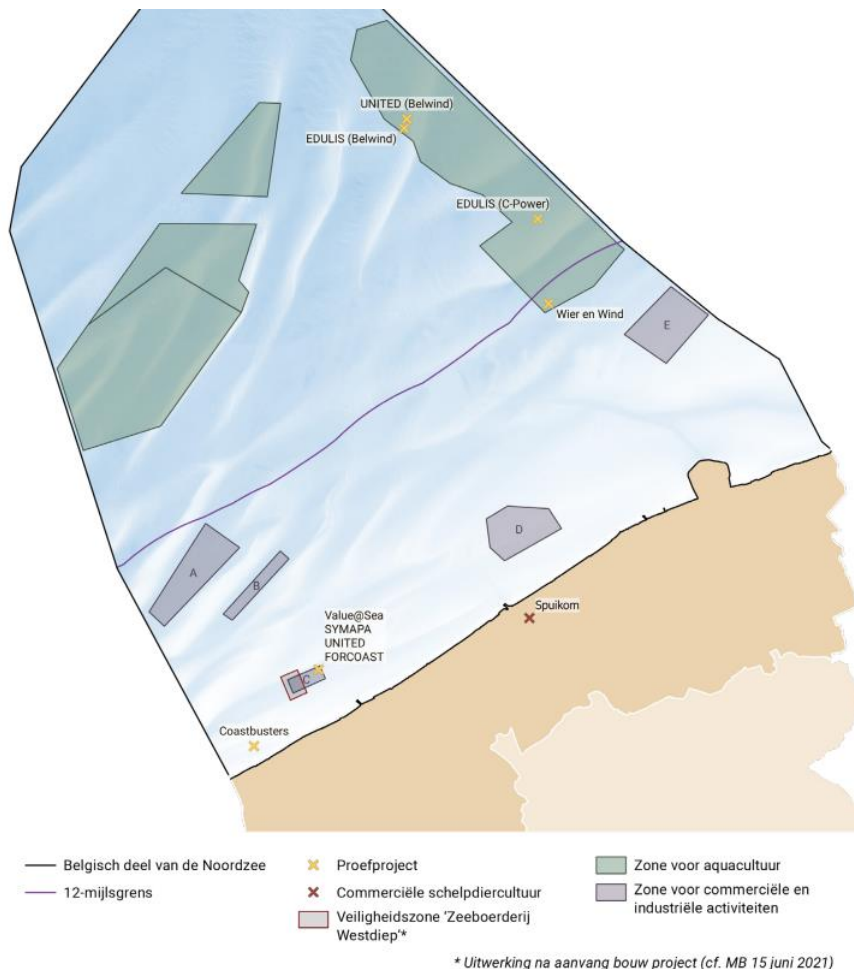 UNITED (Belwind)
EDULIS (Belwind)
EDULIS (C-Power)
Wier en Wind
E
D
A
B
Value@Sea
SYMAPA
UNITED
FORCOAST
C
Spuikom
Coastbusters
Belgisch deel van de Noordzee
12-mijlsgrens
Proefproject
Commerciële schelpdiercultuur
Veiligheidszone 'Zeeboerderij
Westdiep'*
Zone voor aquacultuur
Zone voor commerciële en
industriële activiteiten
* Uitwerking na aanvang bouw project (cf. MB 15 juni 2021)